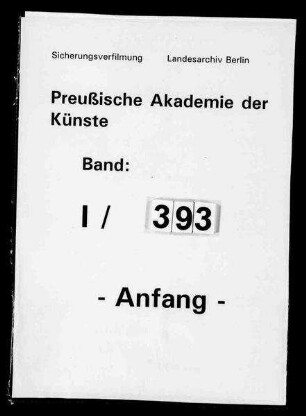 Sicherungsverfilmung Landesarchiv Berlin
Preußische Akademie der
Künste
Band:
I / 393
- Anfang -